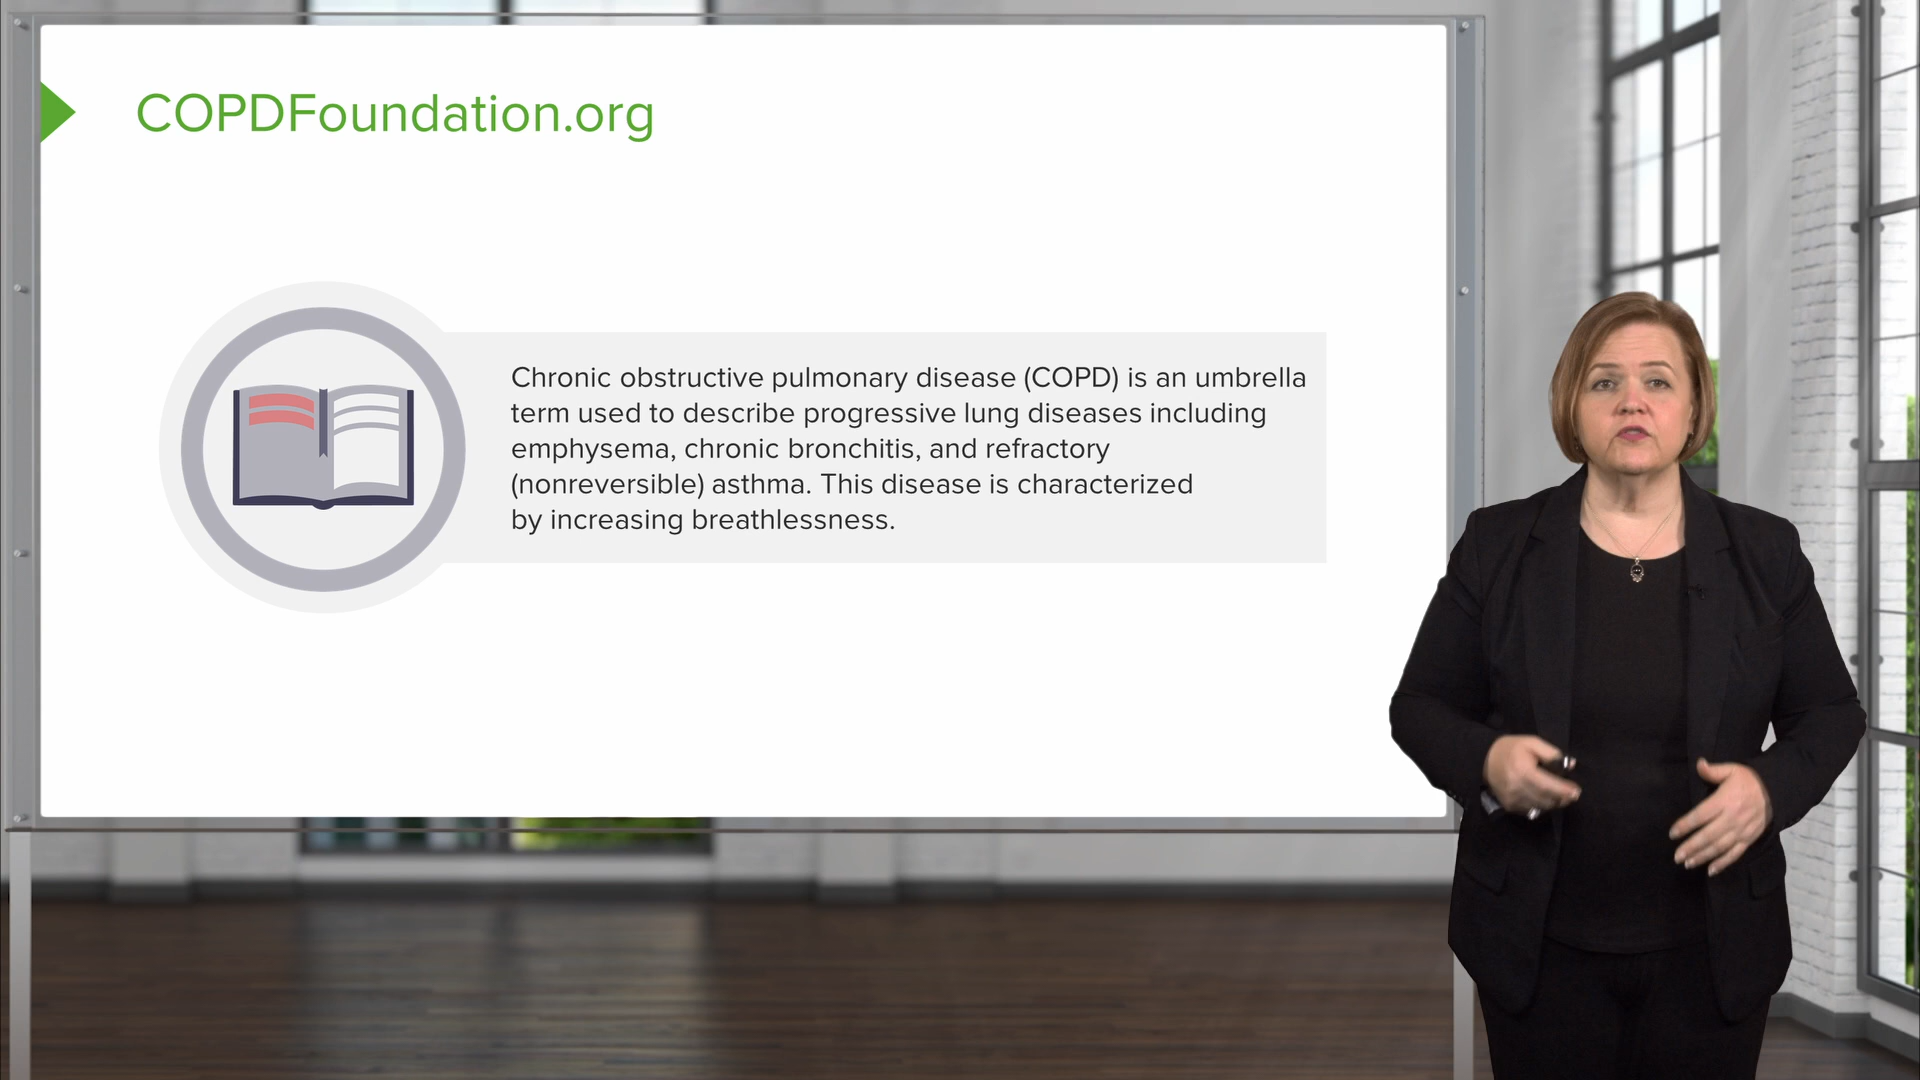 COPDFoundation.org
Chronic obstructive pulmonary disease (COPD) is an umbrella
term used to describe progressive lung diseases including
emphysema, chronic bronchitis, and refractory
(nonreversible) asthma. This disease is characterized
by increasing breathlessness.